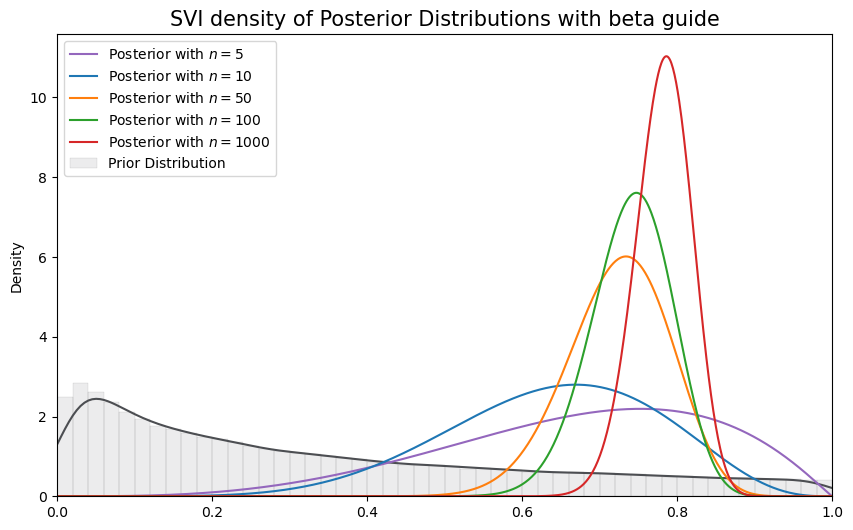 SVI density of Posterior Distributions with beta guide
Posterior with n = 5
Posterior with n = 10
Posterior with n = 50
Posterior with n = 100
Posterior with n = 1000
Prior Distribution
Density
10
8
6
4
2
0
0.0 0.2 0.4 0.6 0.8 1.0